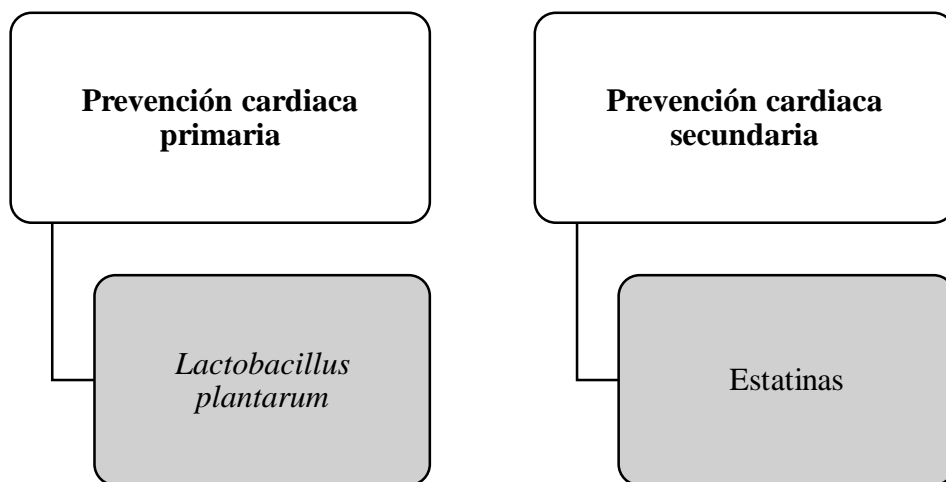 Prevención cardiaca
primaria
Lactobacillus
plantarum
Prevención cardiaca
secundaria
Estatinas